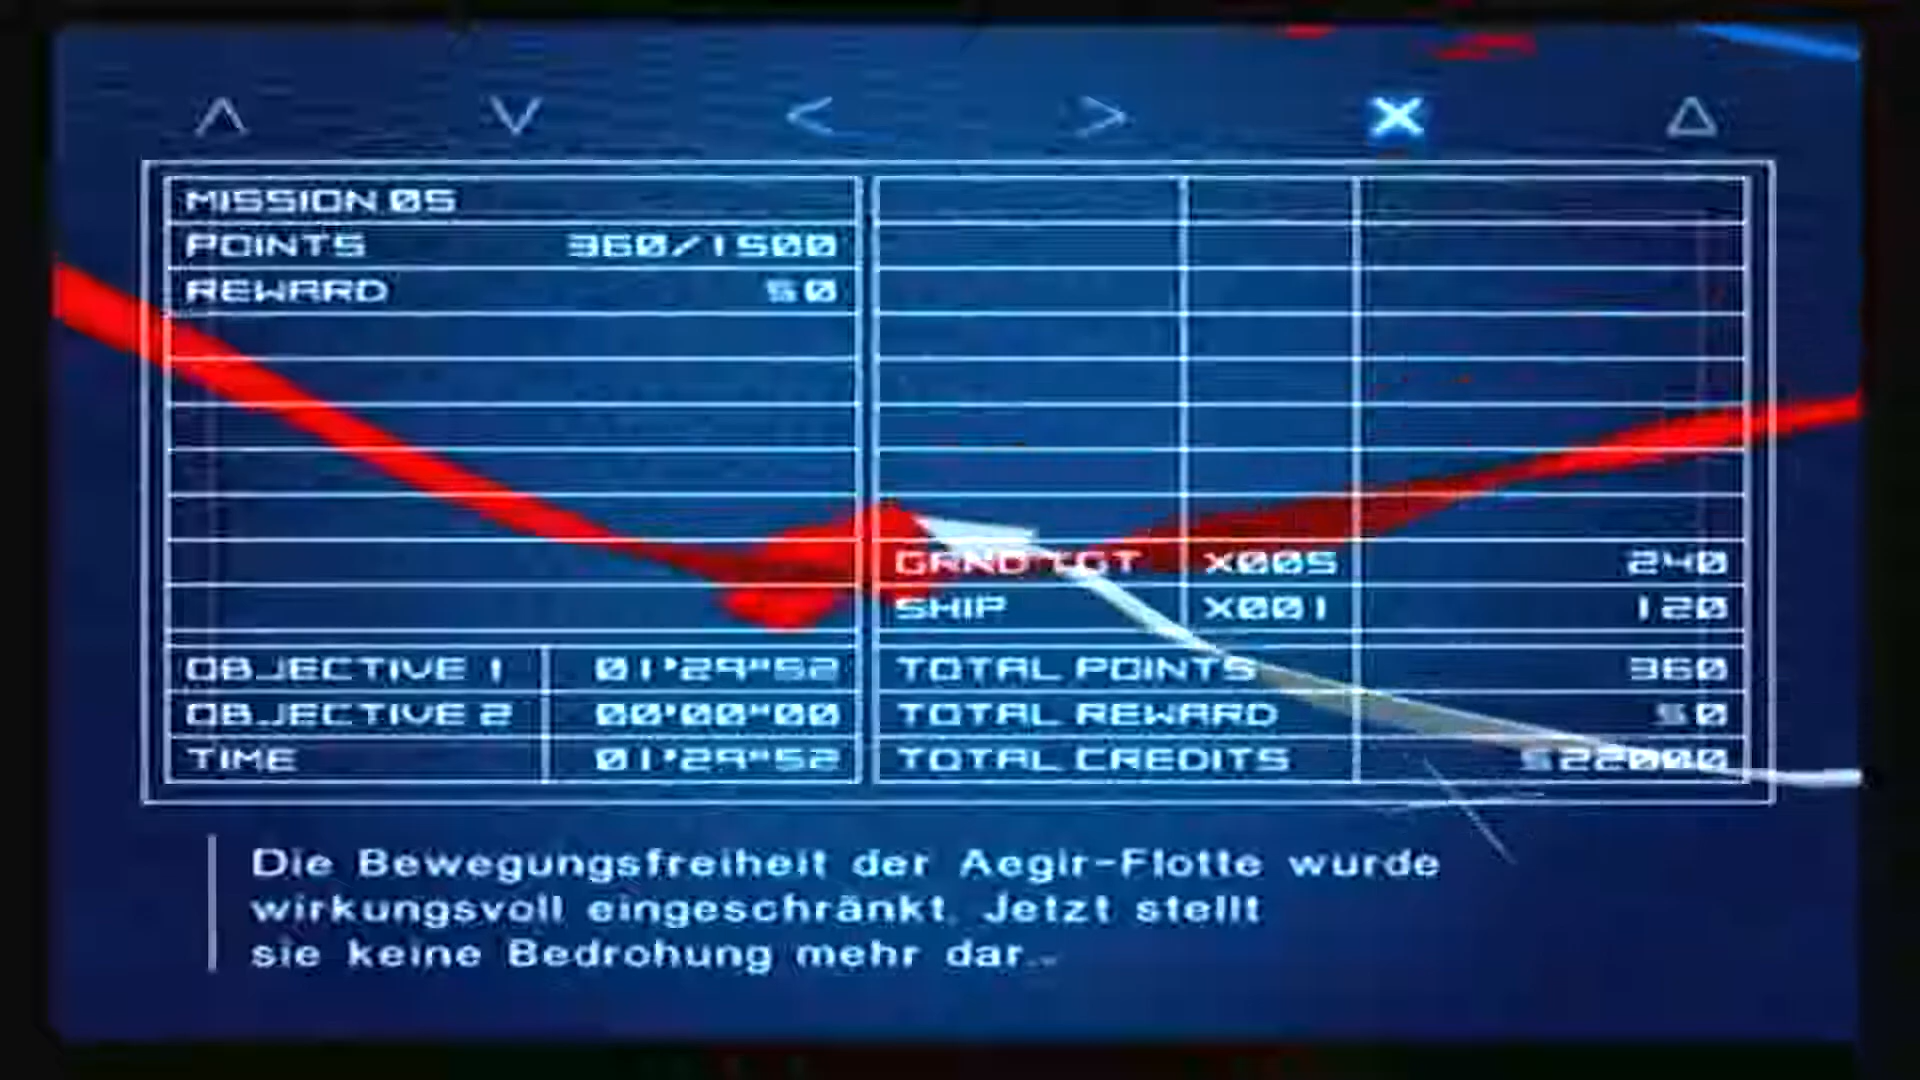 MISSION.05
POINTS 360/1500
REWARD 50
GRND TGT X005 240
SHIP X001 120
OBJECTIVE 1 01'29"52
OBJECTIVE 2 00'00"00
TIME 01'29"52
TOTAL POINTS 360
TOTAL REWARD 50
TOTAL CREDITS 522000
Die Bewegungsfreiheit der Aegir-Flotte wurde
wirkungsvoll eingeschränkt. Jetzt stellt
sie keine Bedrohung mehr dar.